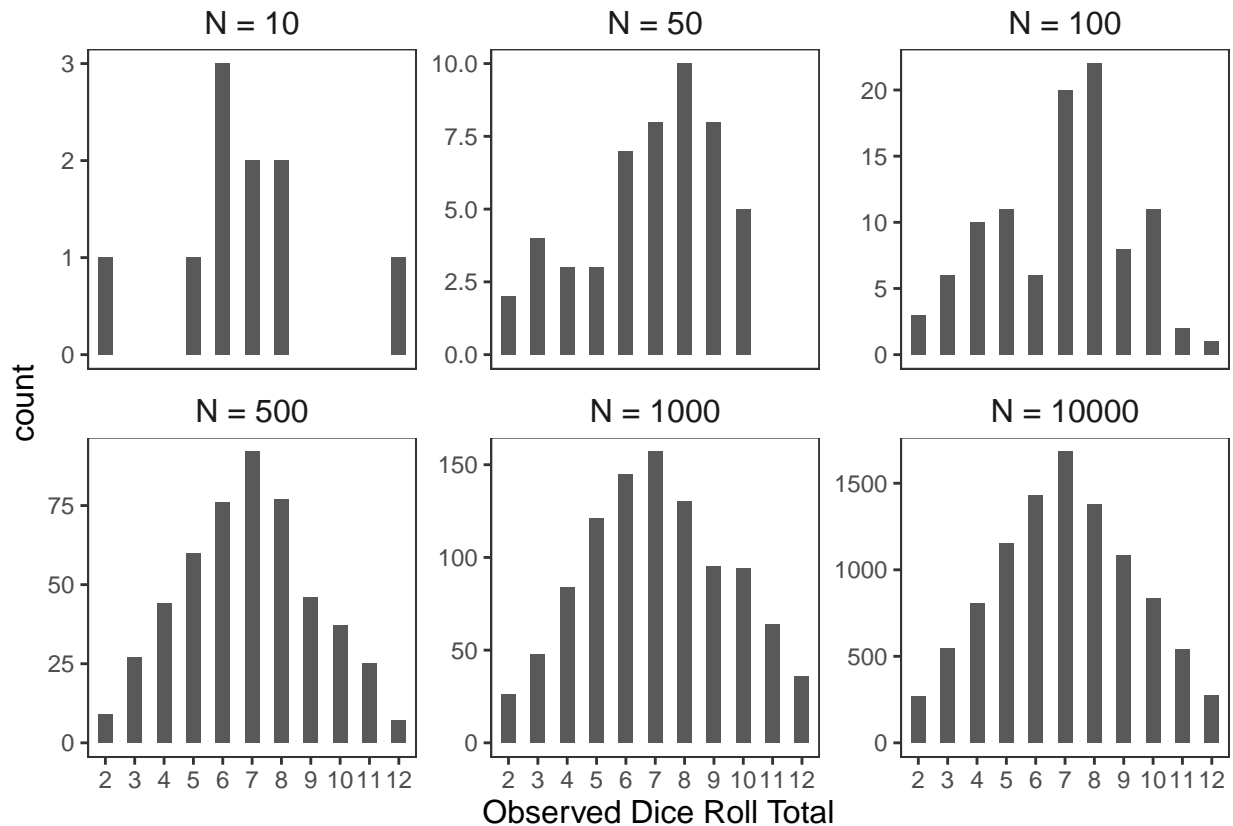 N = 10
N = 50
N = 100
3
2
1
0
10.0
7.5
5.0
2.5
0.0
20
15
10
5
0
count
N = 500
N = 1000
N = 10000
75
50
25
0
150
100
50
0
1500
1000
500
0
2 3 4 5 6 7 8 9 10 11 12
2 3 4 5 6 7 8 9 10 11 12
2 3 4 5 6 7 8 9 10 11 12
Observed Dice Roll Total